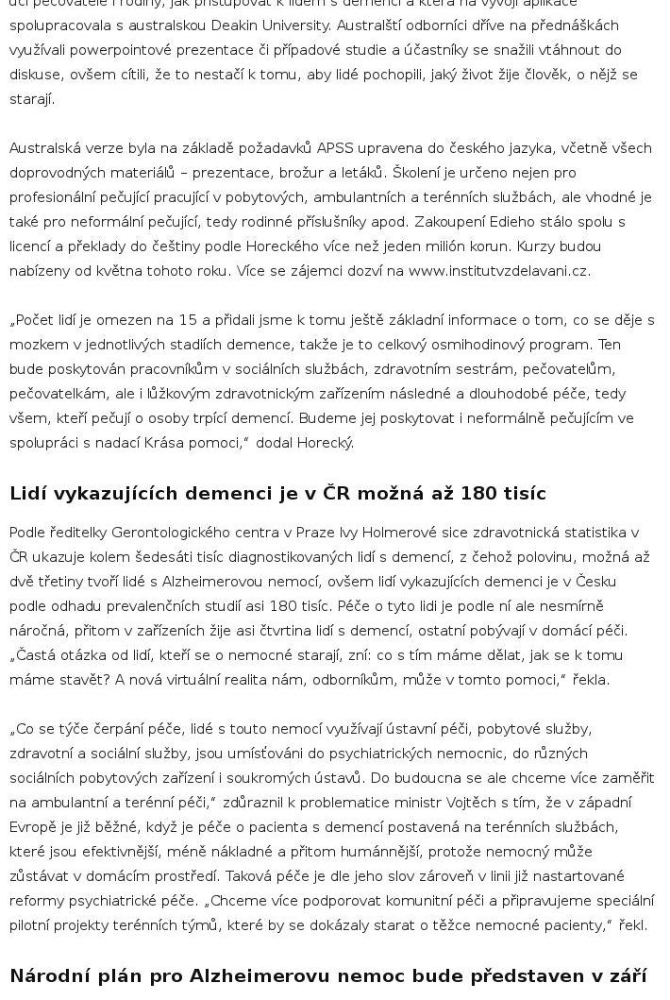 učí pečovatele i rodiny, jak přistupovat k lidem s demencí a která na vývoji aplikace
spolupracovala s australskou Deakin University. Australští odborníci dříve na přednáškách
využívali powerpointové prezentace či případové studie a účastníky se snažili vtáhnout do
diskuse, ovšem cítili, že to nestačí k tomu, aby lidé pochopili, jaký život žije člověk, o nějž se
starají.
Australská verze byla na základě požadavků APSS upravena do českého jazyka, včetně všech
doprovodných materiálů – prezentace, brožur a letáků. Školení je určeno nejen pro
profesionální pečující pracující v pobytových, ambulantních a terénních službách, ale vhodné je
také pro neformální pečující, tedy rodinné příslušníky apod. Zakoupení Edieho stálo spolu s
licencí a překlady do češtiny podle Horeckého více než jeden milión korun. Kurzy budou
nabízeny od května tohoto roku. Více se zájemci dozví na www.institutvzdelavani.cz.
„Počet lidí je omezen na 15 a přidali jsme k tomu ještě základní informace o tom, co se děje s
mozkem v jednotlivých stadiích demence, takže je to celkový osmihodinový program. Ten
bude poskytován pracovníkům v sociálních službách, zdravotním sestrám, pečovatelům,
pečovatelkám, ale i lůžkovým zdravotnickým zařízením následné a dlouhodobé péče, tedy
všem, kteří pečují o osoby trpící demencí. Budeme jej poskytovat i neformálně pečujícím ve
spolupráci s nadací Krása pomoci,“ dodal Horecký.
Lidí vykazujících demenci je v ČR možná až 180 tisíc
Podle ředitelky Gerontologického centra v Praze Ivy Holmerové sice zdravotnická statistika v
ČR ukazuje kolem šedesáti tisíc diagnostikovaných lidí s demencí, z čehož polovinu, možná až
dvě třetiny tvoří lidé s Alzheimerovou nemocí, ovšem lidí vykazujících demenci je v Česku
podle odhadu prevalenčních studií asi 180 tisíc. Péče o tyto lidi je podle ní ale nesmírně
náročná, přitom v zařízeních žije asi čtvrtina lidí s demencí, ostatní pobývají v domácí péči.
„Častá otázka od lidí, kteří se o nemocné starají, zní: co s tím máme dělat, jak se k tomu
máme stavět? A nová virtuální realita nám, odborníkům, může v tomto pomoci,“ řekla.
„Co se týče čerpání péče, lidé s touto nemocí využívají ústavní péči, pobytové služby,
zdravotní a sociální služby, jsou umísťováni do psychiatrických nemocnic, do různých
sociálních pobytových zařízení i soukromých ústavů. Do budoucna se ale chceme více zaměřit
na ambulantní a terénní péči,“ zdůraznil k problematice ministr Vojtěch s tím, že v západní
Evropě je již běžné, když je péče o pacienta s demencí postavená na terénních službách,
které jsou efektivnější, méně nákladné a přitom humánnější, protože nemocný může
zůstávat v domácím prostředí. Taková péče je dle jeho slov zároveň v linii již nastartované
reformy psychiatrické péče. „Chceme více podporovat komunitní péči a připravujeme speciální
pilotní projekty terénních týmů, které by se dokázaly starat o těžce nemocné pacienty,“ řekl.
Národní plán pro Alzheimerovu nemoc bude představen v září